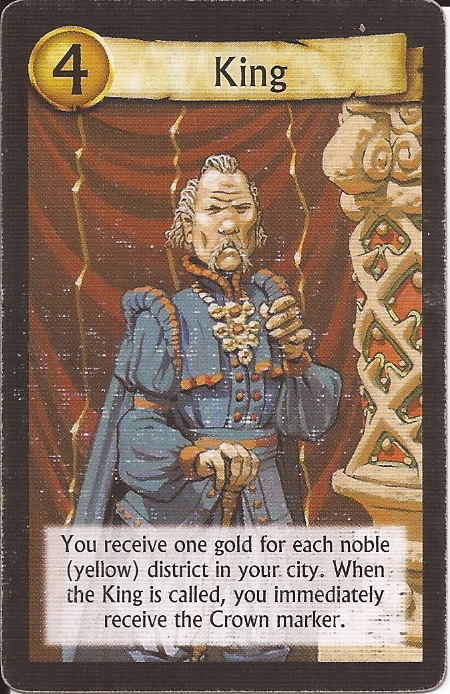 4
King
You receive one gold for each noble
(yellow) district in your city. When
the King is called, you immediately
receive the Crown marker.